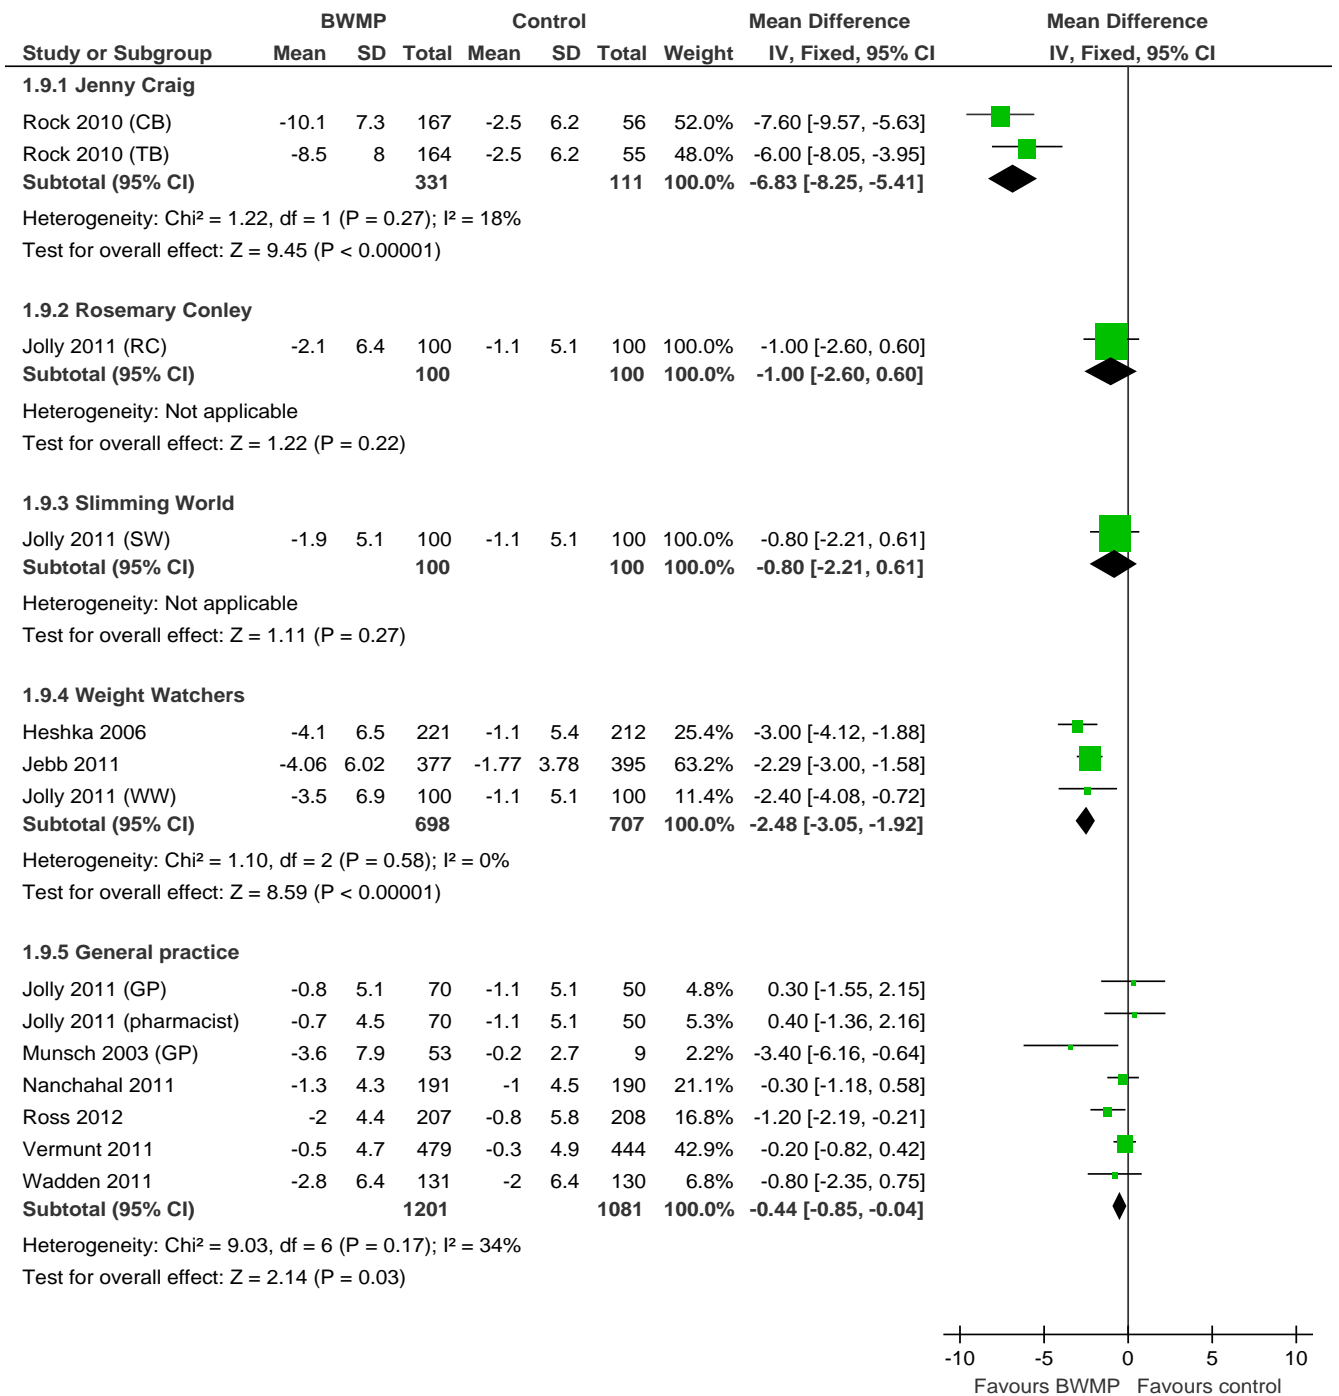 BWMP Control Mean Difference Mean Difference
Study or Subgroup Mean SD Total Mean SD Total Weight IV, Fixed, 95% CI IV, Fixed, 95% CI
1.9.1 Jenny Craig
Rock 2010 (CB) -10.1 7.3 167 -2.5 6.2 56 52.0% -7.60 [-9.57, -5.63]
Rock 2010 (TB) -8.5 8 164 -2.5 6.2 55 48.0% -6.00 [-8.05, -3.95]
Subtotal (95% CI) 331 111 100.0% -6.83 [-8.25, -5.41]
Heterogeneity: Chi² = 1.22, df = 1 (P = 0.27); I² = 18%
Test for overall effect: Z = 9.45 (P < 0.00001)
1.9.2 Rosemary Conley
Jolly 2011 (RC) -2.1 6.4 100 -1.1 5.1 100 100.0% -1.00 [-2.60, 0.60]
Subtotal (95% CI) 100 100 100.0% -1.00 [-2.60, 0.60]
Heterogeneity: Not applicable
Test for overall effect: Z = 1.22 (P = 0.22)
1.9.3 Slimming World
Jolly 2011 (SW) -1.9 5.1 100 -1.1 5.1 100 100.0% -0.80 [-2.21, 0.61]
Subtotal (95% CI) 100 100 100.0% -0.80 [-2.21, 0.61]
Heterogeneity: Not applicable
Test for overall effect: Z = 1.11 (P = 0.27)
1.9.4 Weight Watchers
Heshka 2006 -4.1 6.5 221 -1.1 5.4 212 25.4% -3.00 [-4.12, -1.88]
Jebb 2011 -4.06 6.02 377 -1.77 3.78 395 63.2% -2.29 [-3.00, -1.58]
Jolly 2011 (WW) -3.5 6.9 100 -1.1 5.1 100 11.4% -2.40 [-4.08, -0.72]
Subtotal (95% CI) 698 707 100.0% -2.48 [-3.05, -1.92]
Heterogeneity: Chi² = 1.10, df = 2 (P = 0.58); I² = 0%
Test for overall effect: Z = 8.59 (P < 0.00001)
1.9.5 General practice
Jolly 2011 (GP) -0.8 5.1 70 -1.1 5.1 50 4.8% 0.30 [-1.55, 2.15]
Jolly 2011 (pharmacist) -0.7 4.5 70 -1.1 5.1 50 5.3% 0.40 [-1.36, 2.16]
Munsch 2003 (GP) -3.6 7.9 53 -0.2 2.7 9 2.2% -3.40 [-6.16, -0.64]
Nanchahal 2011 -1.3 4.3 191 -1 4.5 190 21.1% -0.30 [-1.18, 0.58]
Ross 2012 -2 4.4 207 -0.8 5.8 208 16.8% -1.20 [-2.19, -0.21]
Vermunt 2011 -0.5 4.7 479 -0.3 4.9 444 42.9% -0.20 [-0.82, 0.42]
Wadden 2011 -2.8 6.4 131 -2 6.4 130 6.8% -0.80 [-2.35, 0.75]
Subtotal (95% CI) 1201 1081 100.0% -0.44 [-0.85, -0.04]
Heterogeneity: Chi² = 9.03, df = 6 (P = 0.17); I² = 34%
Test for overall effect: Z = 2.14 (P = 0.03)
-10 -5 0 5 10
Favours BWMP Favours control